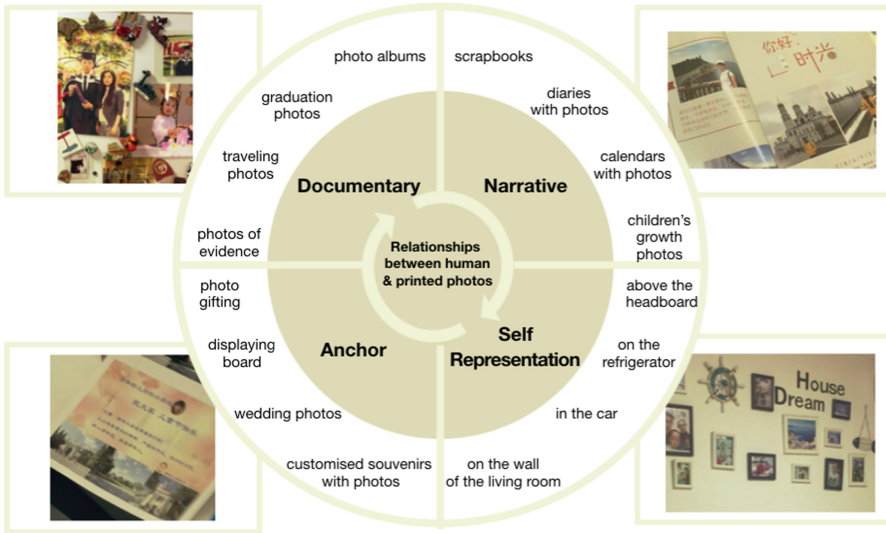 photo albums
graduation
photos
traveling
photos
photos of
evidence
Documentary
scrapbooks
diaries
with photos
calendars
with photos
children's
growth
photos
Narrative
Relationships
between human
& printed photos
photo
gifting
displaying
board
wedding photos
customised souvenirs
with photos
Anchor
above the
headboard
on the
refrigerator
in the car
on the wall
of the living room
Self
Representation
你好
时光
House
Dream